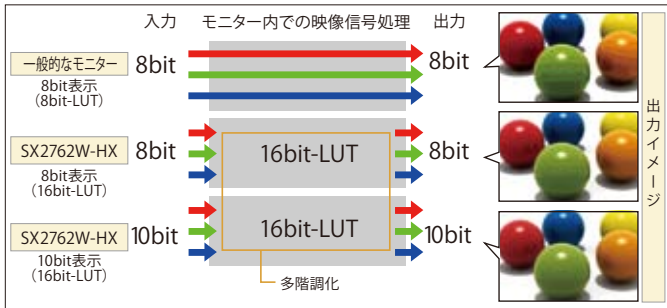 入力 モニター内での映像信号処理 出力
一般的なモニター 8bit 8bit
8bit表示
(8bit-LUT)
SX2762W-HX 8bit 16bit-LUT 8bit
8bit表示
(16bit-LUT)
SX2762W-HX 10bit 16bit-LUT 10bit
10bit表示
(16bit-LUT)
多階調化
出力イメージ